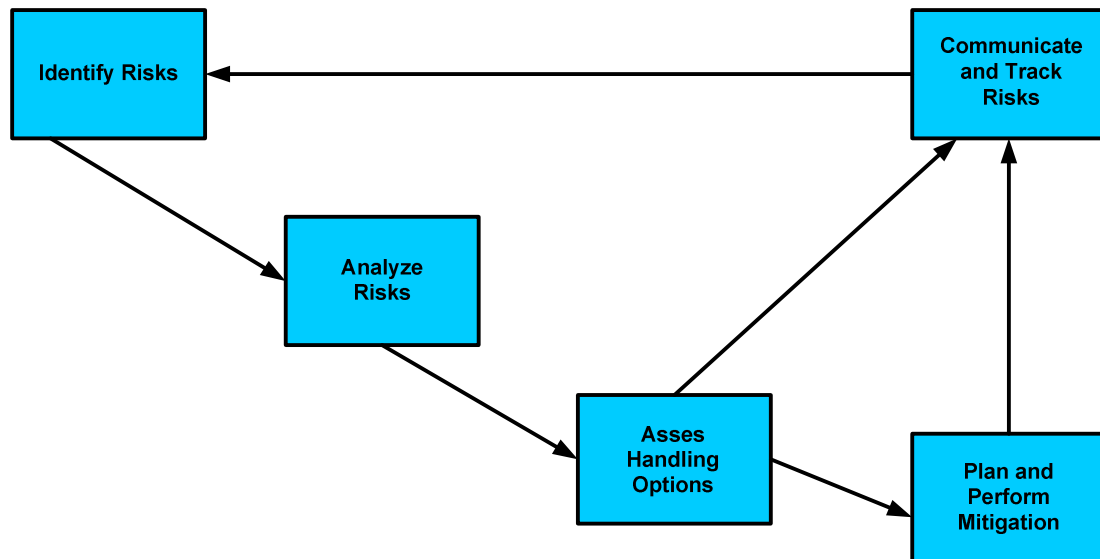 Identify Risks
Communicate
and Track
Risks
Analyze
Risks
Asses
Handling
Options
Plan and
Perform
Mitigation